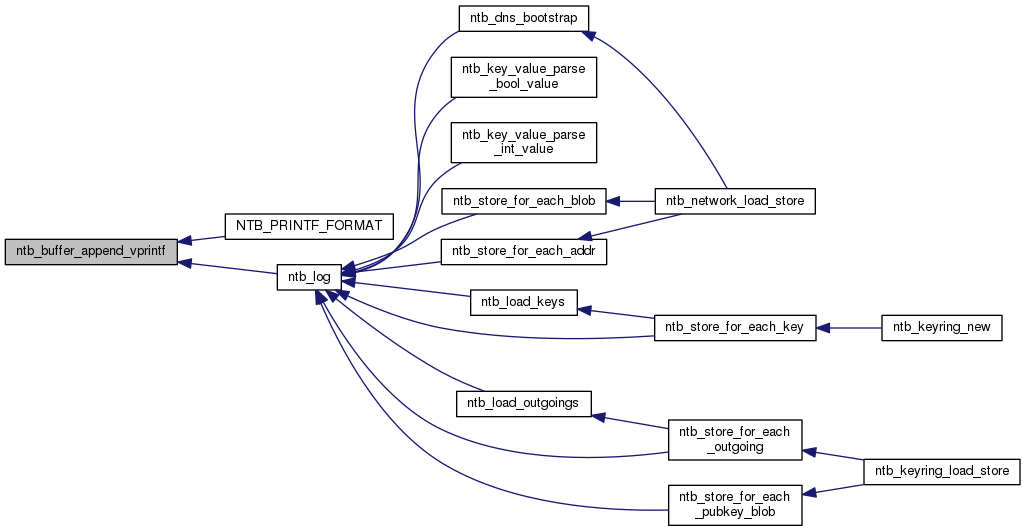 ntb_dns_bootstrap
ntb_key_value_parse
_bool_value
ntb_key_value_parse
_int_value
ntb_store_for_each_blob
ntb_network_load_store
NTB_PRINTF_FORMAT
ntb_buffer_append_vprintf
ntb_store_for_each_addr
ntb_log
ntb_load_keys
ntb_store_for_each_key
ntb_keyring_new
ntb_load_outgoings
ntb_store_for_each
_outgoing
ntb_keyring_load_store
ntb_store_for_each
_pubkey_blob